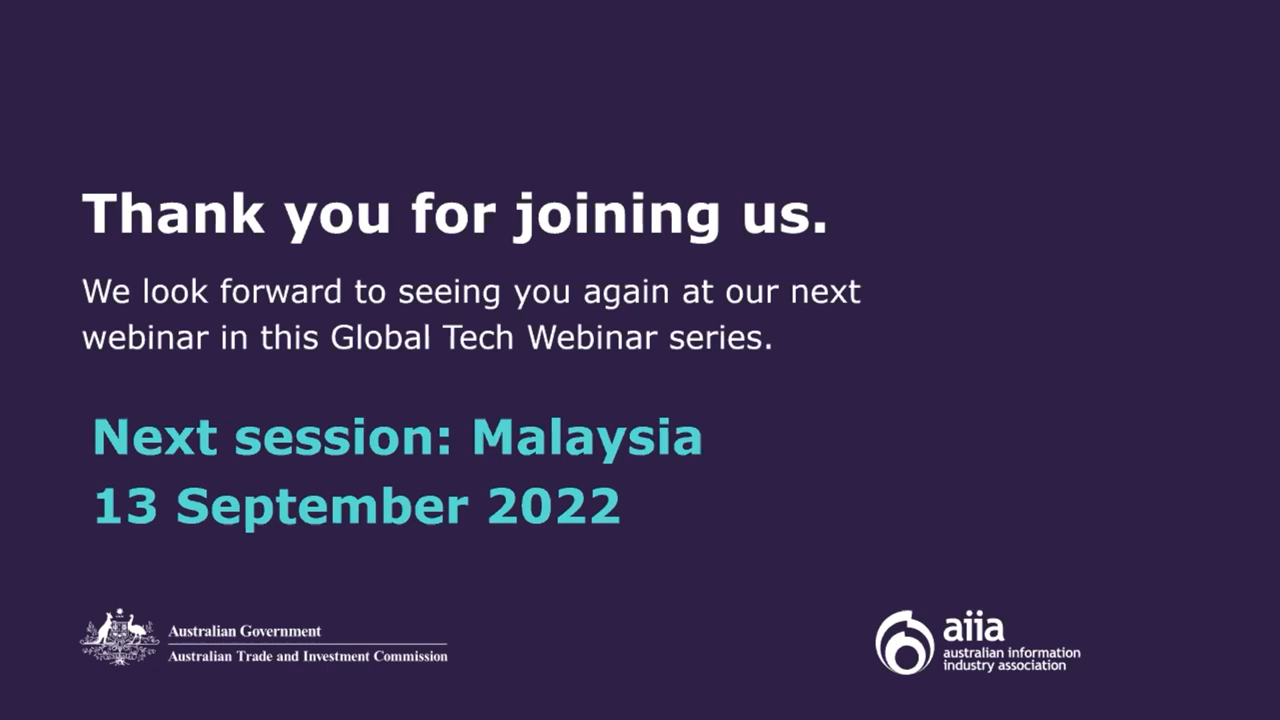 Thank you for joining us.
We look forward to seeing you again at our next
webinar in this Global Tech Webinar series.
Next session: Malaysia
13 September 2022
Australian Government
Australian Trade and Investment Commission
aiia
australian information
industry association